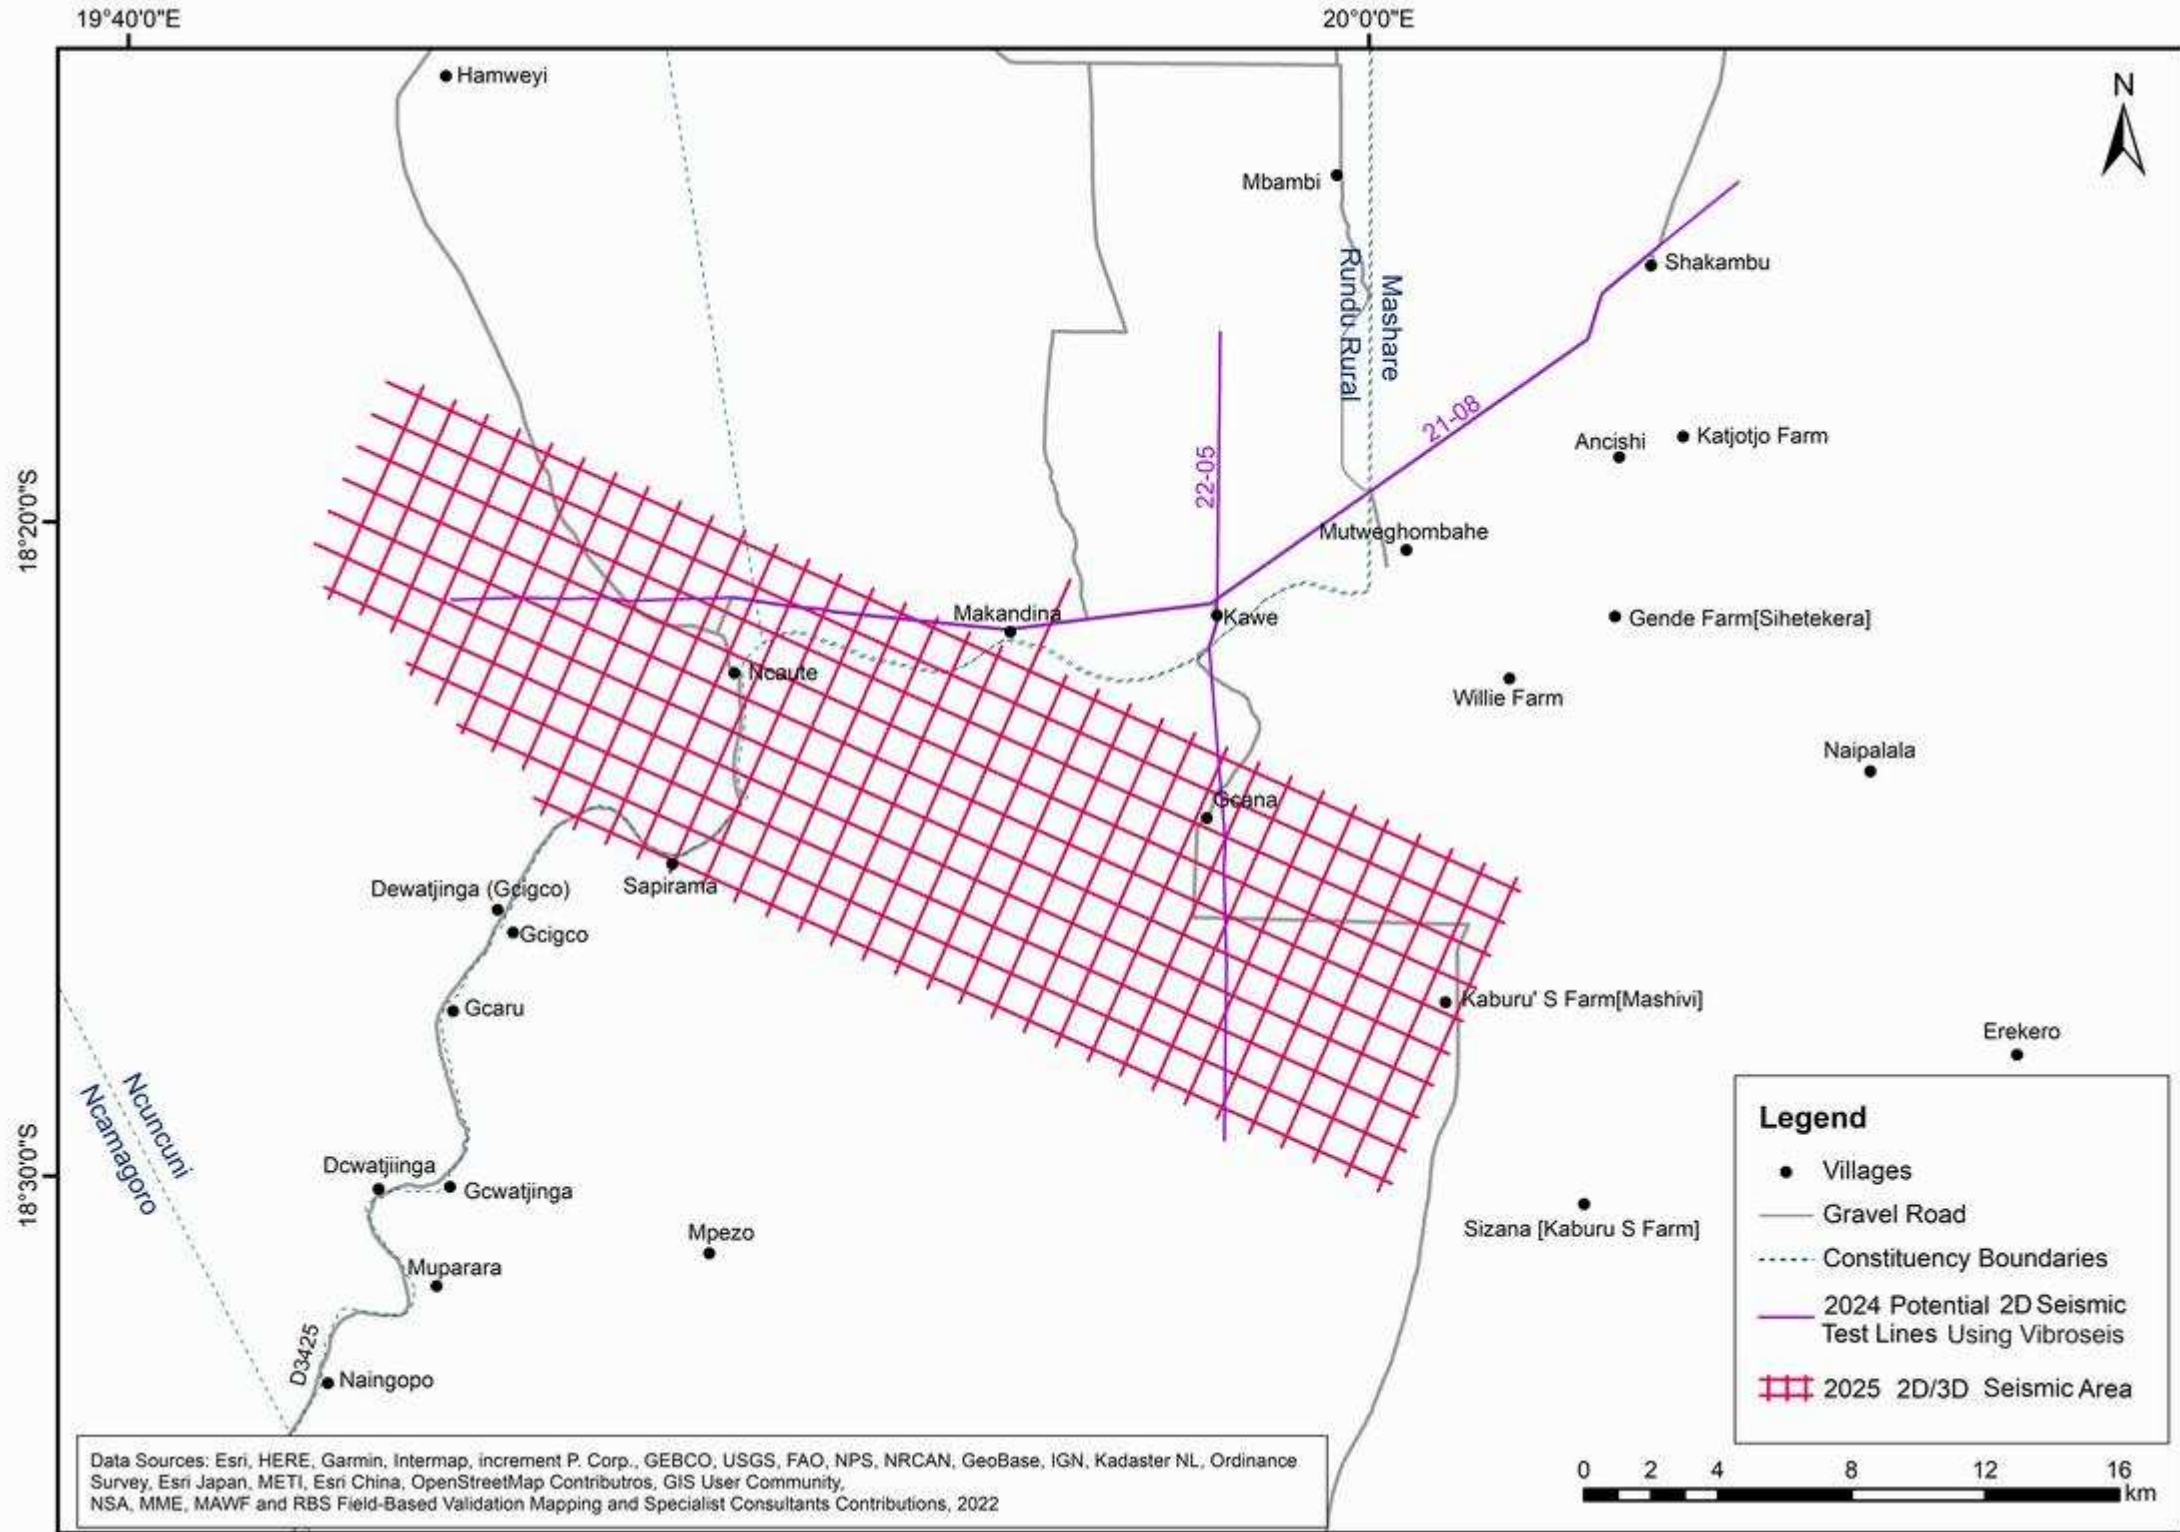 19°40'0"E
20°0'0"E
Hamweyi
N
Mbambi
Shakambu
Rundu Rural
Mashare
21-08
Ancishi
Katjotjo Farm
22-05
18°20'0"S
Mutweghombahe
Makandina
Kawe
Gende Farm[Sihetekera]
Ncaute
Willie Farm
Naipalala
Gcana
Dewatjinga (Gcigco)
Sapirama
Gcigco
Kaburu' S Farm[Mashivi]
Gcaru
Erekero
Ncuncuni
Ncamagoro
18°30'0"S
Dcwatjiinga
Gcwatjinga
Mpezo
Sizana [Kaburu S Farm]
Muparara
D3425
Naingopo
Legend
Villages
Gravel Road
Constituency Boundaries
2024 Potential 2D Seismic
Test Lines Using Vibroseis
2025 2D/3D Seismic Area
Data Sources: Esri, HERE, Garmin, Intermap, increment P. Corp., GEBCO, USGS, FAO, NPS, NRCAN, GeoBase, IGN, Kadaster NL, Ordinance
Survey, Esri Japan, METI, Esri China, OpenStreetMap Contributros, GIS User Community,
NSA, MME, MAWF and RBS Field-Based Validation Mapping and Specialist Consultants Contributions, 2022
0 2 4 8 12 16
km